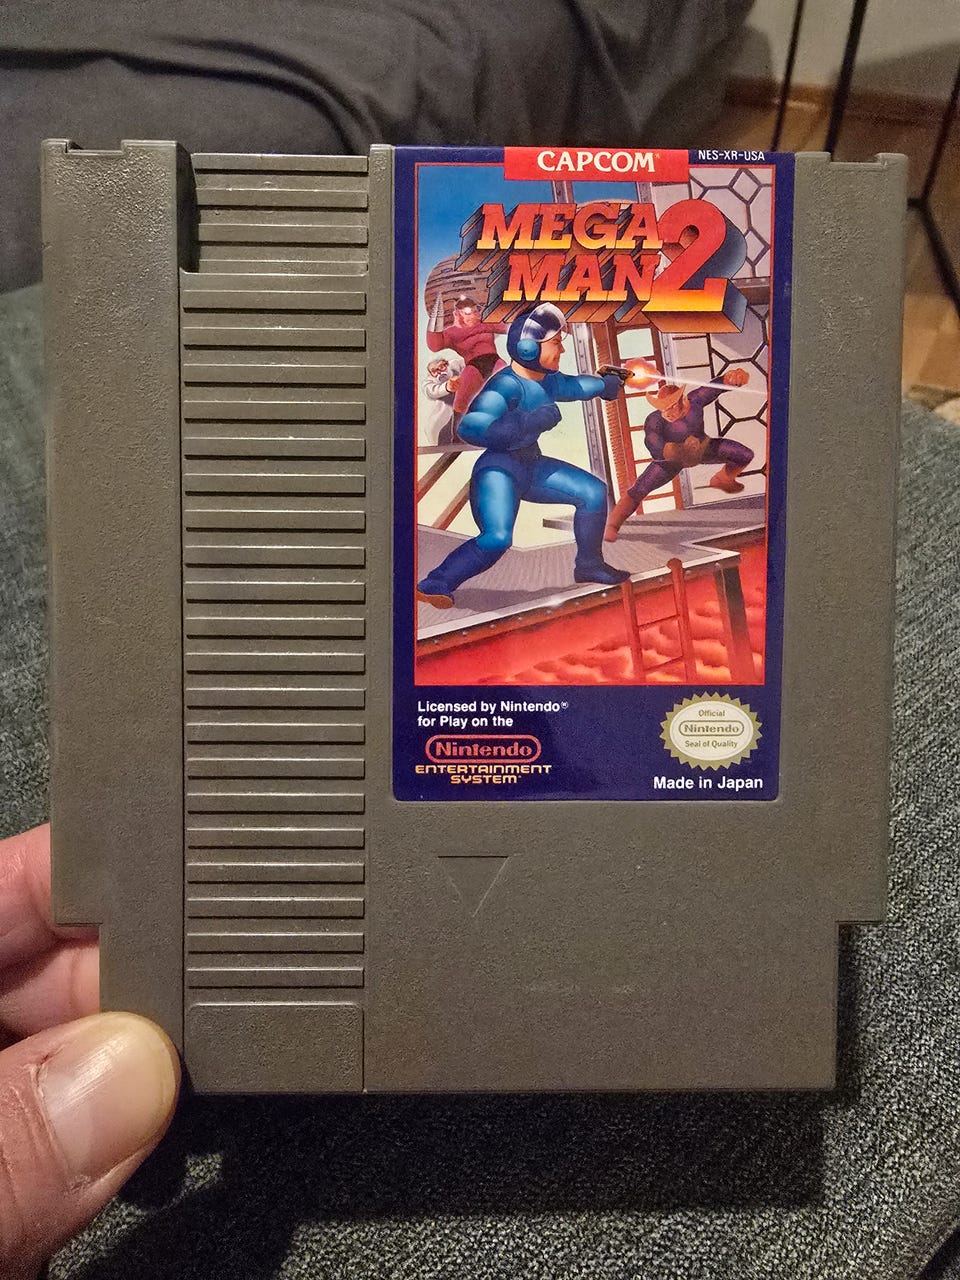 CAPCOM®
NES-XR-USA
MEGA
MAN 2
Licensed by Nintendo®
for Play on the
Nintendo®
ENTERTAINMENT
SYSTEM™
Official
Nintendo®
Seal of Quality
Made in Japan